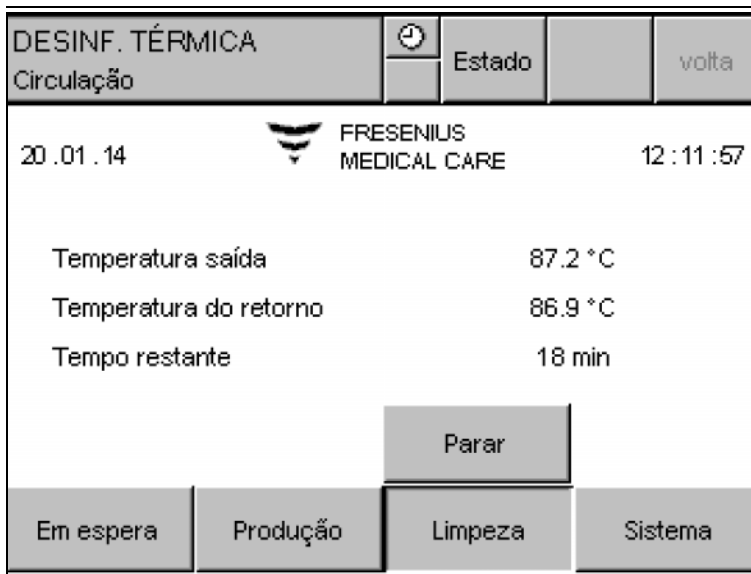 DESINF. TÉRMICA
Circulação
Estado
volta
20.01.14
FRESENIUS
MEDICAL CARE
12:11:57
Temperatura saída 87.2 °C
Temperatura do retorno 86.9 °C
Tempo restante 18 min
Parar
Em espera
Produção
Limpeza
Sistema